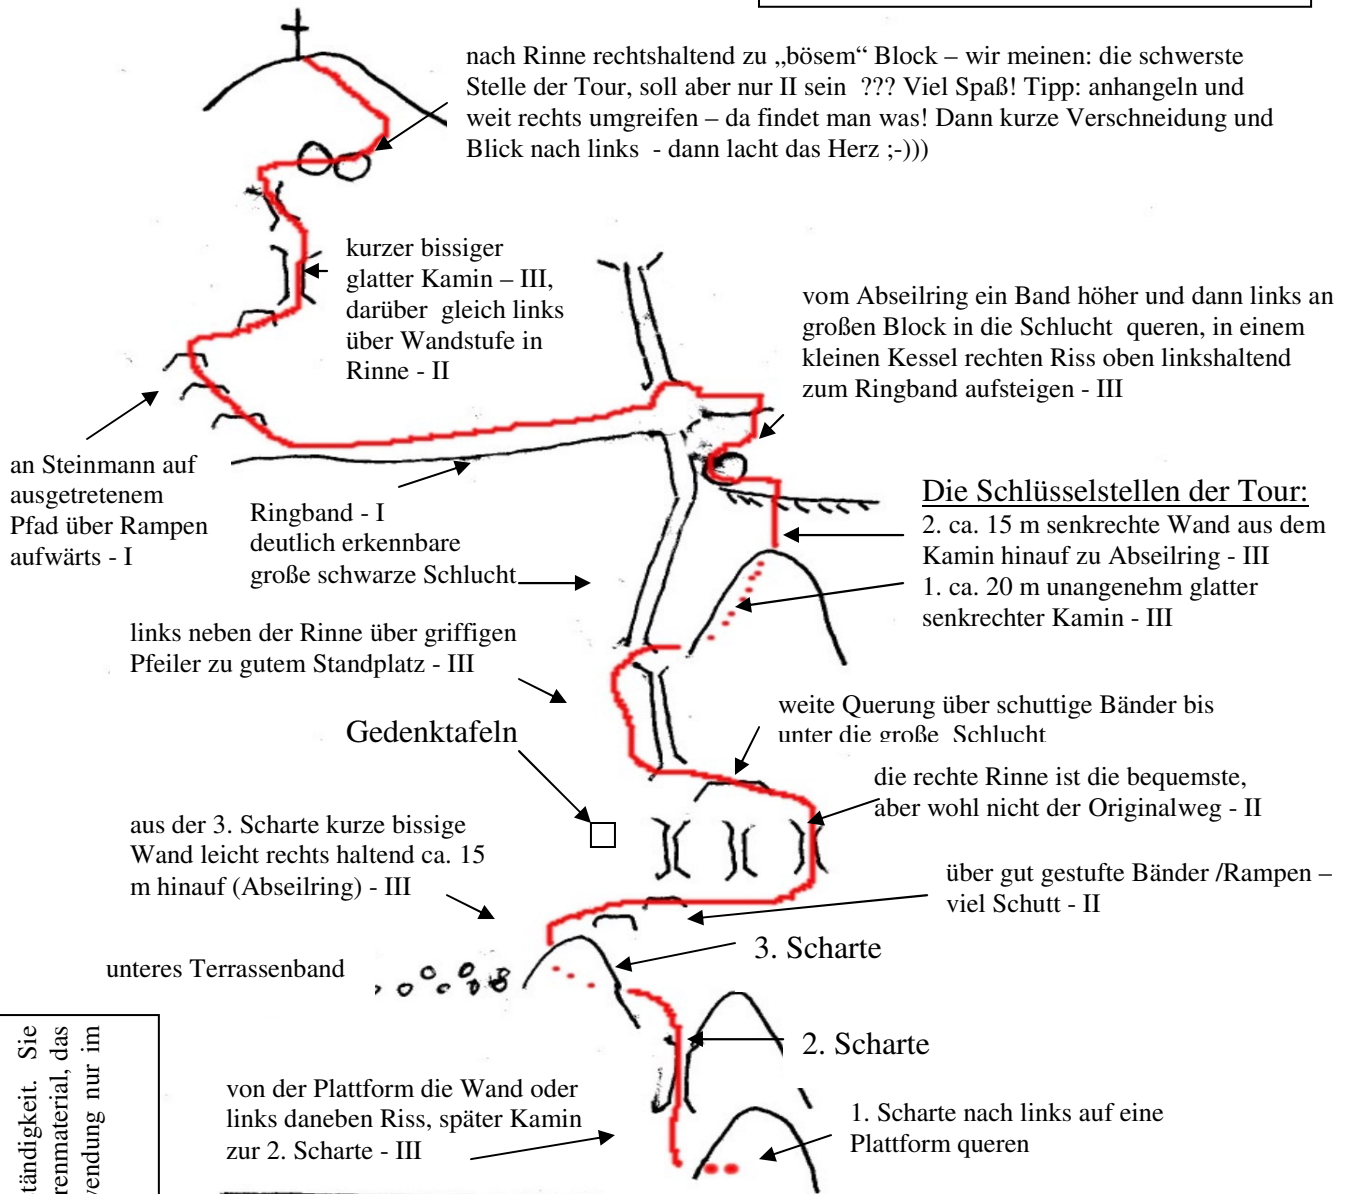 nach Rinne rechtshaltend zu „bösem“ Block – wir meinen: die schwerste
Stelle der Tour, soll aber nur II sein ??? Viel Spaß! Tipp: anhangeln und
weit rechts umgreifen – da findet man was! Dann kurze Verschneidung und
Blick nach links - dann lacht das Herz ;-)))
kurzer bissiger
glatter Kamin – III,
darüber gleich links
über Wandstufe in
Rinne - II
vom Abseilring ein Band höher und dann links an
großen Block in die Schlucht queren, in einem
kleinen Kessel rechten Riss oben linkshaltend
zum Ringband aufsteigen - III
an Steinmann auf
ausgetretenem
Pfad über Rampen
aufwärts - I
Ringband - I
deutlich erkennbare
große schwarze Schlucht
Die Schlüsselstellen der Tour:
2. ca. 15 m senkrechte Wand aus dem
Kamin hinauf zu Abseilring - III
1. ca. 20 m unangenehm glatter
senkrechter Kamin - III
links neben der Rinne über griffigen
Pfeiler zu gutem Standplatz - III
weite Querung über schuttige Bänder bis
unter die große Schlucht
Gedenktafeln
die rechte Rinne ist die bequemste,
aber wohl nicht der Originalweg - II
aus der 3. Scharte kurze bissige
Wand leicht rechts haltend ca. 15
m hinauf (Abseilring) - III
über gut gestufte Bänder /Rampen –
viel Schutt - II
3. Scharte
unteres Terrassenband
2. Scharte
von der Plattform die Wand oder
links daneben Riss, später Kamin
zur 2. Scharte - III
1. Scharte nach links auf eine
Plattform queren
tändigkeit. Sie
renmaterial, das
vendung nur im